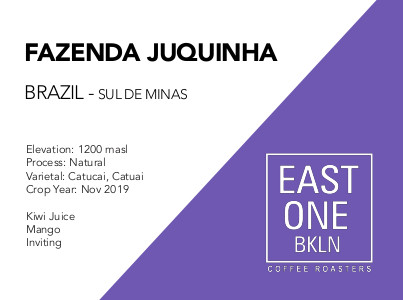 FAZENDA JUQUINHA
BRAZIL - SUL DE MINAS
Elevation: 1200 masl
Process: Natural
Varietal: Catucai, Catuai
Crop Year: Nov 2019
Kiwi Juice
Mango
Inviting
EAST
ONE
BKLN
COFFEE ROASTERS